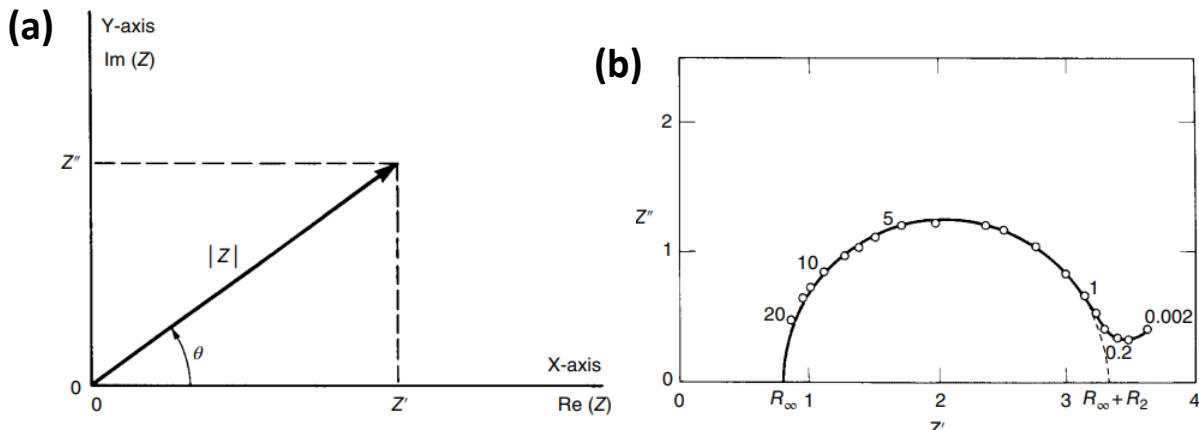 (a)
Y-axis
Im (Z)
Z″
|Z|
θ
X-axis
0
0
Z′
Re (Z)
(b)
2
Z″
1
0
5
10
20
1
0.2
0.002
0
R∞
1
2
3
R∞ + R2
4
Z′